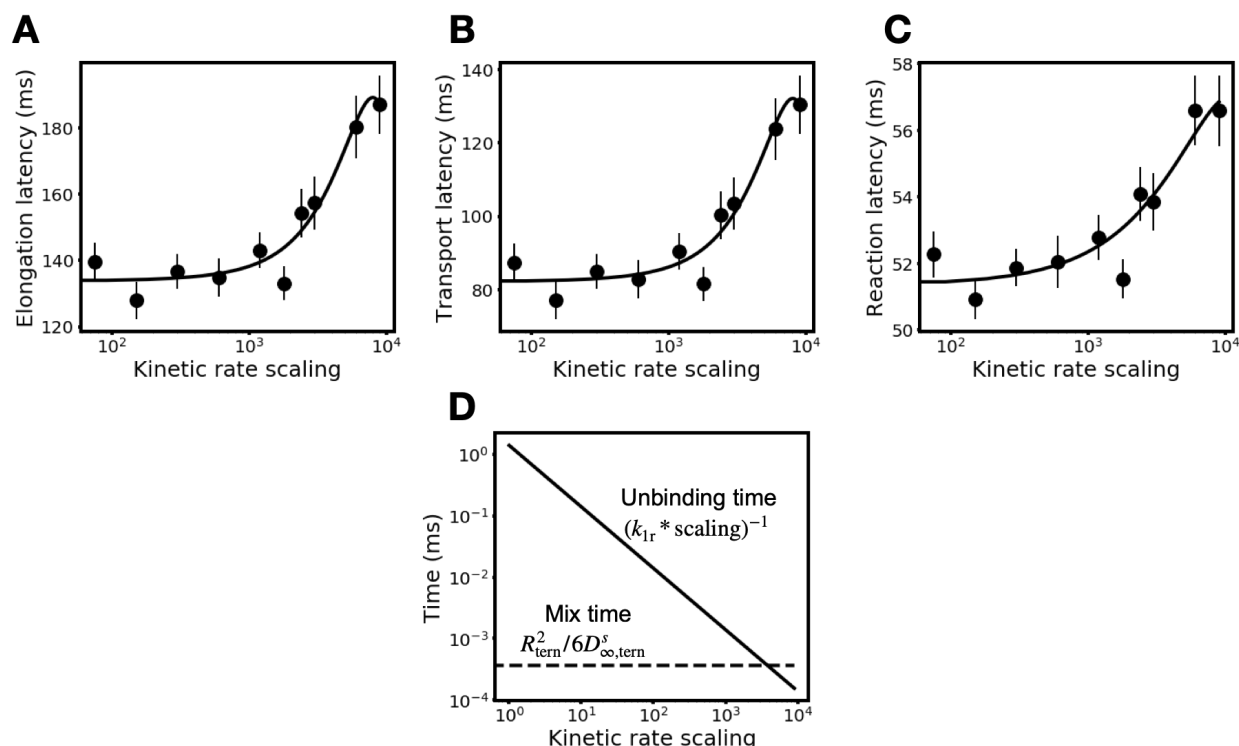 A
Elongation latency (ms)
180
160
140
120
10² 10³ 10⁴
Kinetic rate scaling
B
Transport latency (ms)
140
120
100
80
10² 10³ 10⁴
Kinetic rate scaling
C
Reaction latency (ms)
58
56
54
52
50
10² 10³ 10⁴
Kinetic rate scaling
D
Time (ms)
10⁰
10⁻¹
10⁻²
10⁻³
10⁻⁴
Unbinding time
(k₁ᵣ * scaling)⁻¹
Mix time
R²_tern/6D^s_∞,tern
10⁰ 10¹ 10² 10³ 10⁴
Kinetic rate scaling